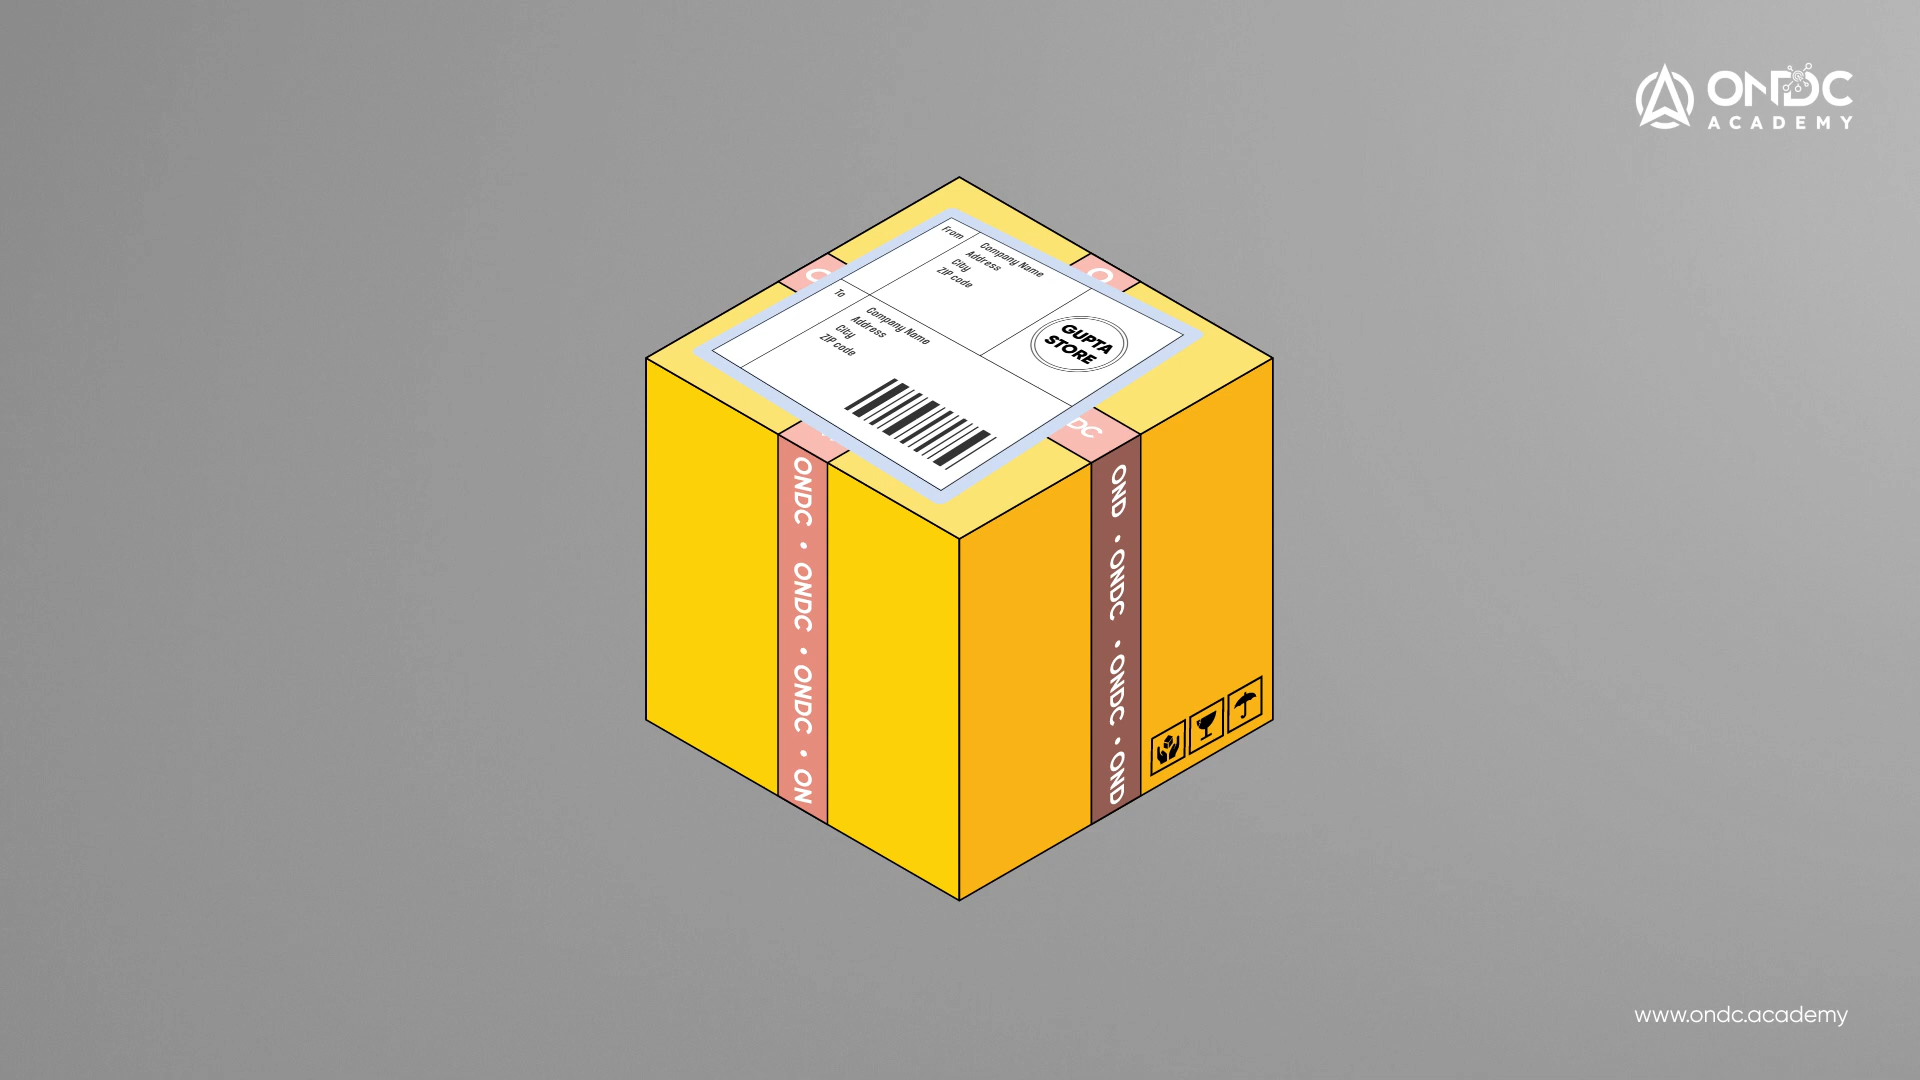 ONDC
ACADEMY
From
Company Name
Address
City
ZIP code
To
Company Name
Address
City
ZIP code
GUPTA
STORE
O
O
DC
ONDC • ONDC • ONDC • ON
OND • ONDC • ONDC • OND
www.ondc.academy